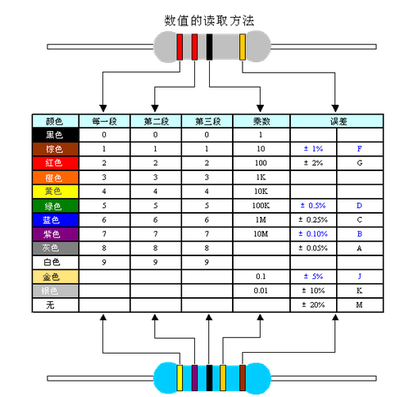 数值的读取方法
颜色 每一段 第二段 第三段 乘数 误差
黑色 0 0 0 1
棕色 1 1 1 10 ± 1% F
红色 2 2 2 100 ± 2% G
橙色 3 3 3 1K
黄色 4 4 4 10K
绿色 5 5 5 100K ± 0.5% D
蓝色 6 6 6 1M ± 0.25% C
紫色 7 7 7 10M ± 0.10% B
灰色 8 8 8 ± 0.05% A
白色 9 9 9
金色 0.1 ± 5% J
银色 0.01 ± 10% K
无 ± 20% M